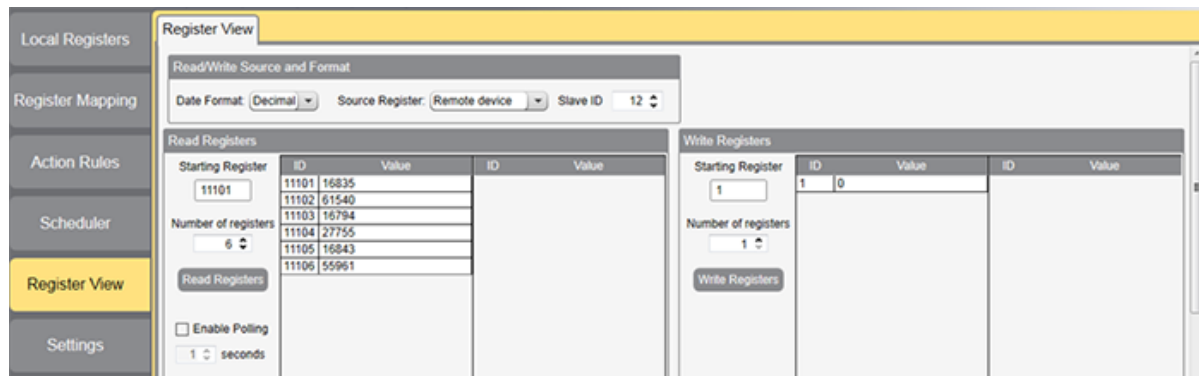 Local Registers
Register Mapping
Action Rules
Scheduler
Register View
Settings
Register View
Read/Write Source and Format
Date Format: Decimal Source Register: Remote device Slave ID 12
Read Registers
Starting Register
11101
Number of registers
6
Read Registers
Enable Polling
1 seconds
ID Value ID Value
11101 16835
11102 61540
11103 16794
11104 27755
11105 16843
11106 55961
Write Registers
Starting Register
1
Number of registers
1
Write Registers
ID Value ID Value
1 0